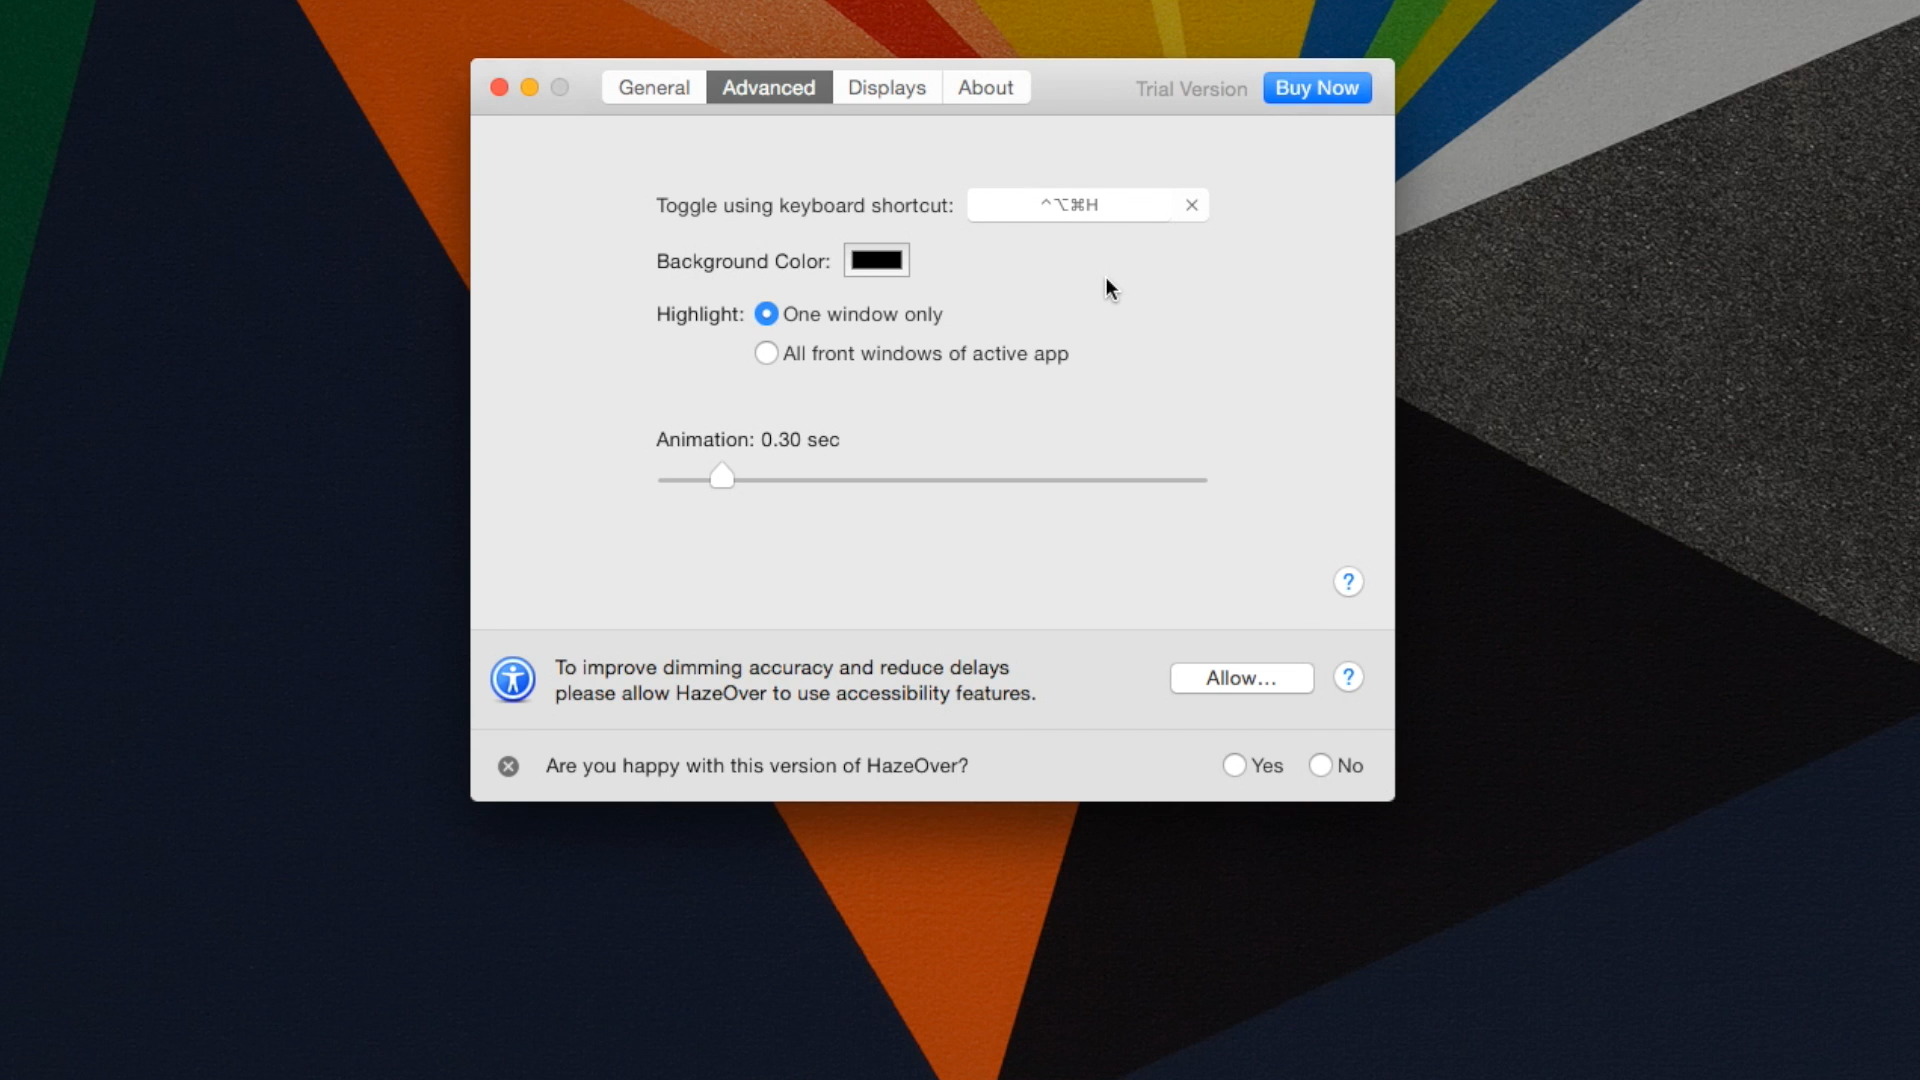 General Advanced Displays About Trial Version Buy Now
Toggle using keyboard shortcut: ^⌥⌘H
Background Color:
Highlight: One window only
All front windows of active app
Animation: 0.30 sec
?
To improve dimming accuracy and reduce delays
please allow HazeOver to use accessibility features.
Allow... ?
Are you happy with this version of HazeOver? Yes No